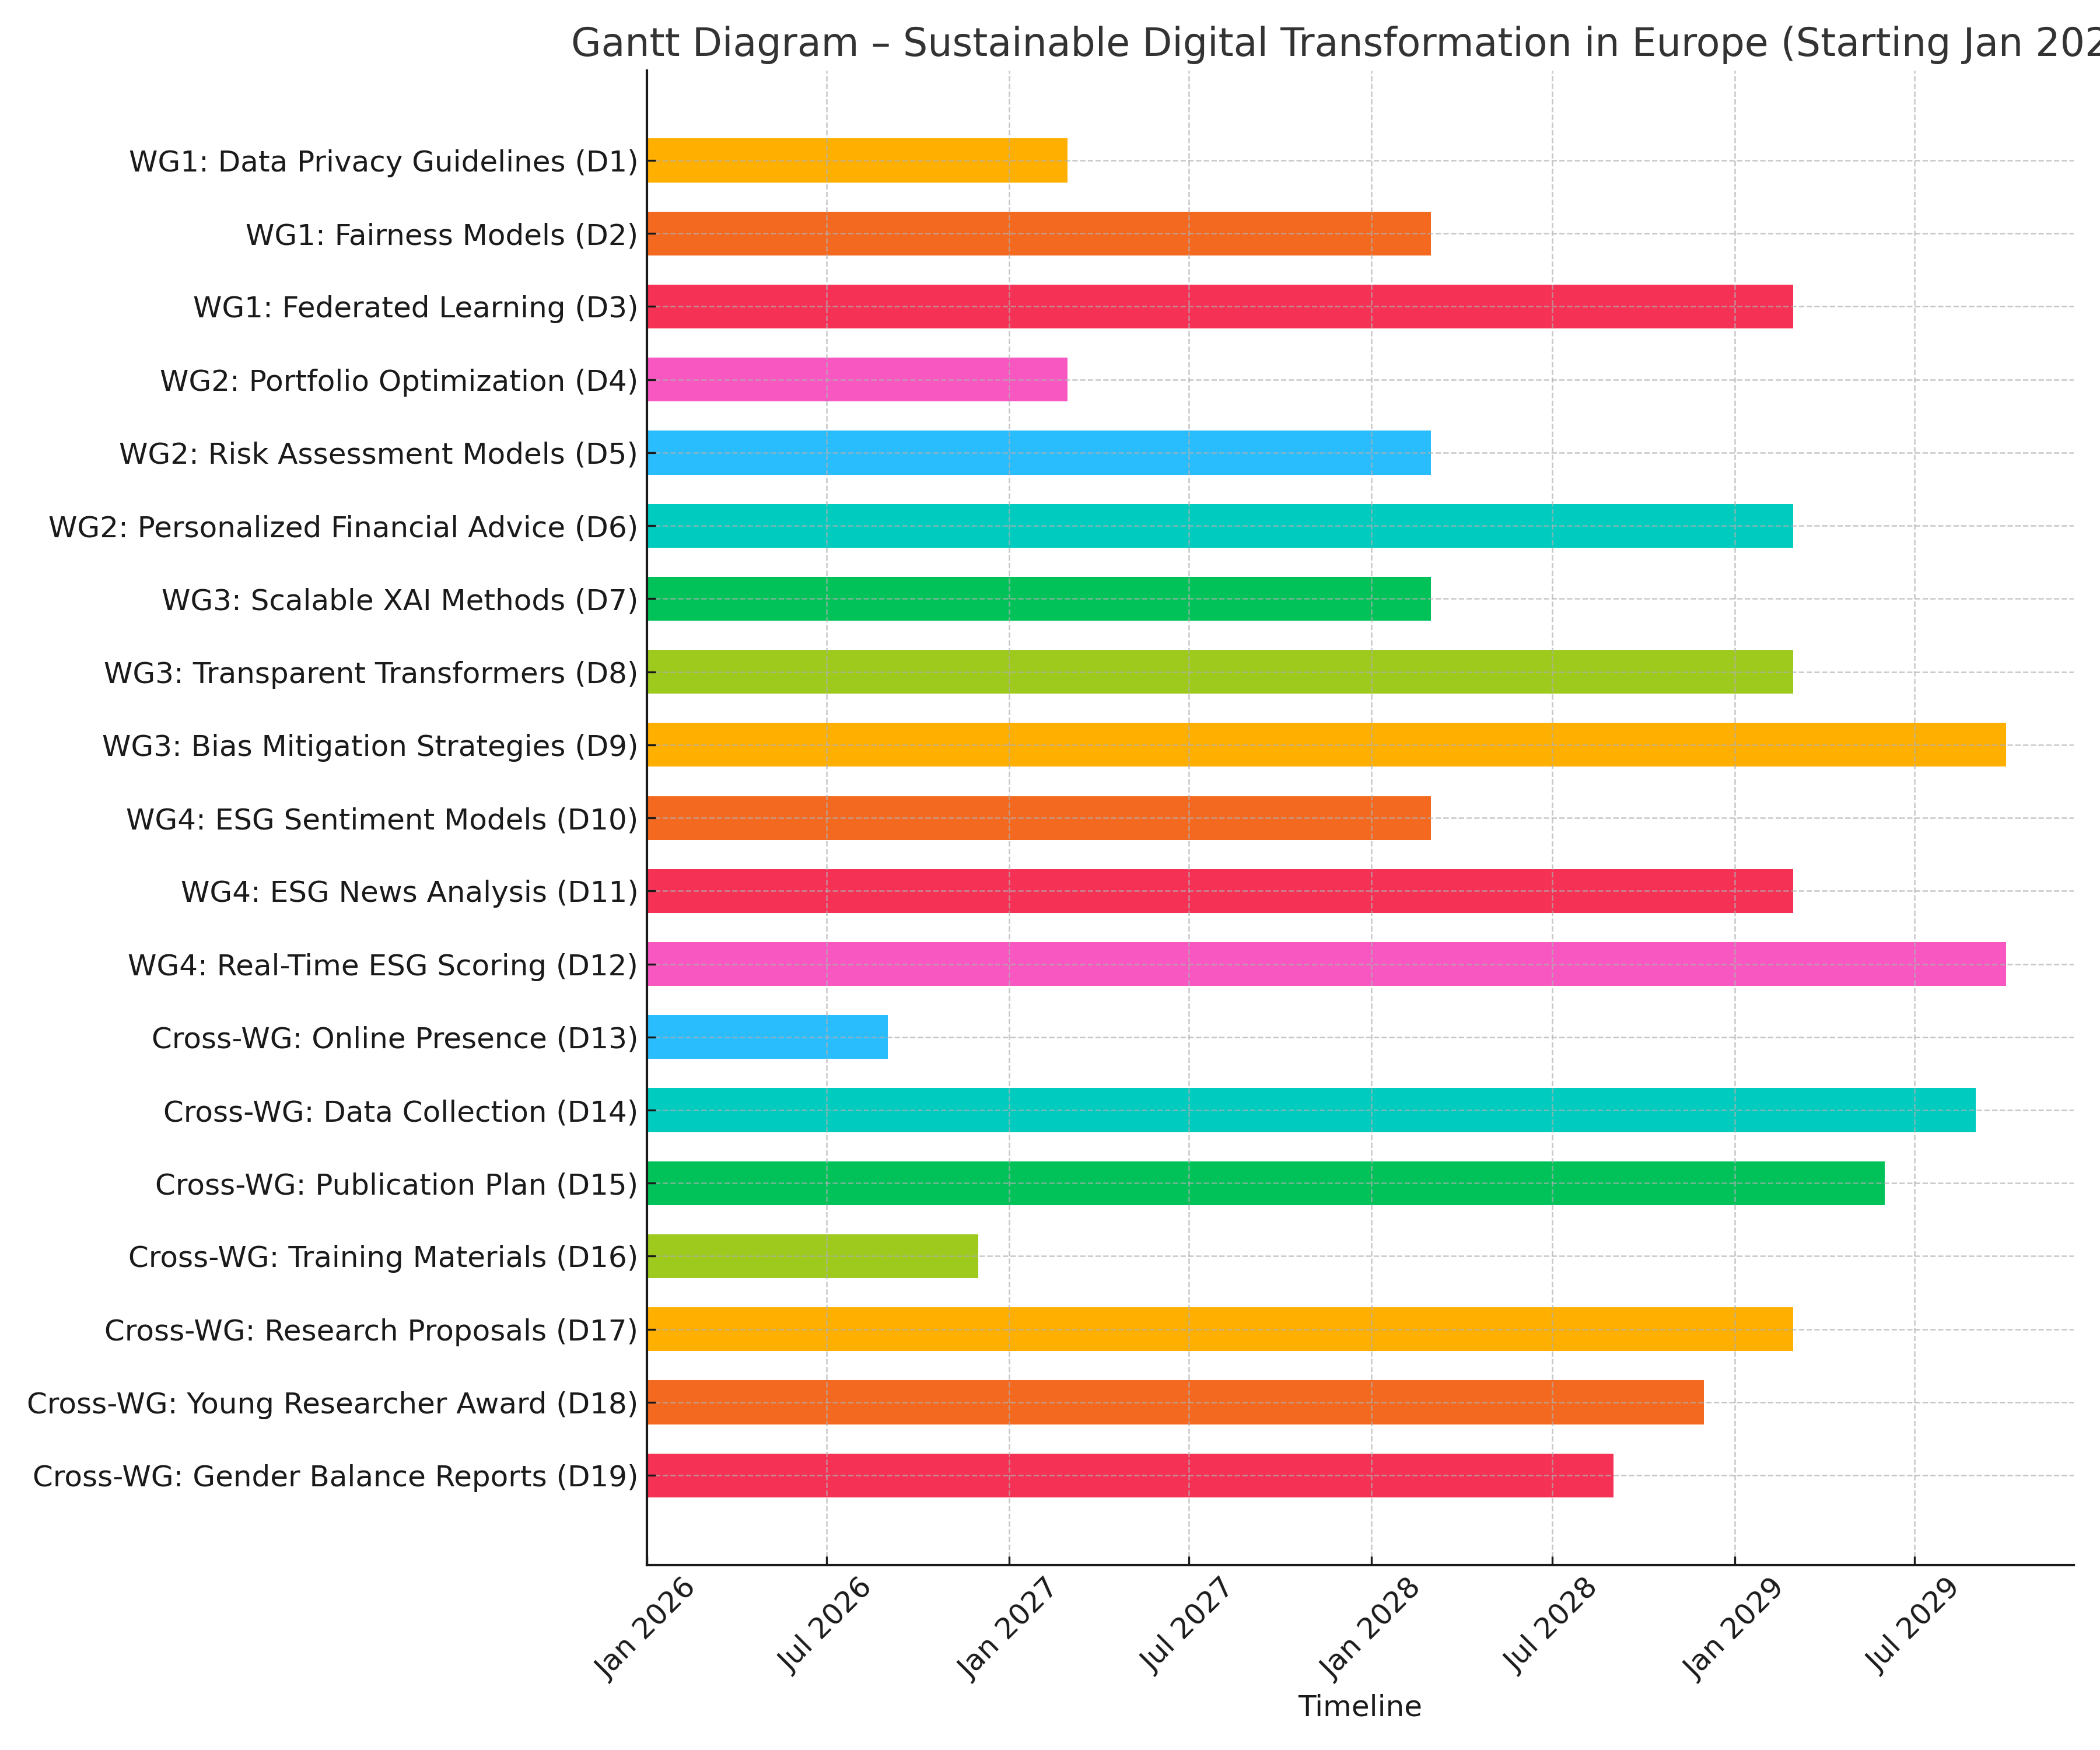 Gantt Diagram – Sustainable Digital Transformation in Europe (Starting Jan 202
WG1: Data Privacy Guidelines (D1)
WG1: Fairness Models (D2)
WG1: Federated Learning (D3)
WG2: Portfolio Optimization (D4)
WG2: Risk Assessment Models (D5)
WG2: Personalized Financial Advice (D6)
WG3: Scalable XAI Methods (D7)
WG3: Transparent Transformers (D8)
WG3: Bias Mitigation Strategies (D9)
WG4: ESG Sentiment Models (D10)
WG4: ESG News Analysis (D11)
WG4: Real-Time ESG Scoring (D12)
Cross-WG: Online Presence (D13)
Cross-WG: Data Collection (D14)
Cross-WG: Publication Plan (D15)
Cross-WG: Training Materials (D16)
Cross-WG: Research Proposals (D17)
Cross-WG: Young Researcher Award (D18)
Cross-WG: Gender Balance Reports (D19)
Jan 2026
Jul 2026
Jan 2027
Jul 2027
Jan 2028
Jul 2028
Jan 2029
Jul 2029
Timeline